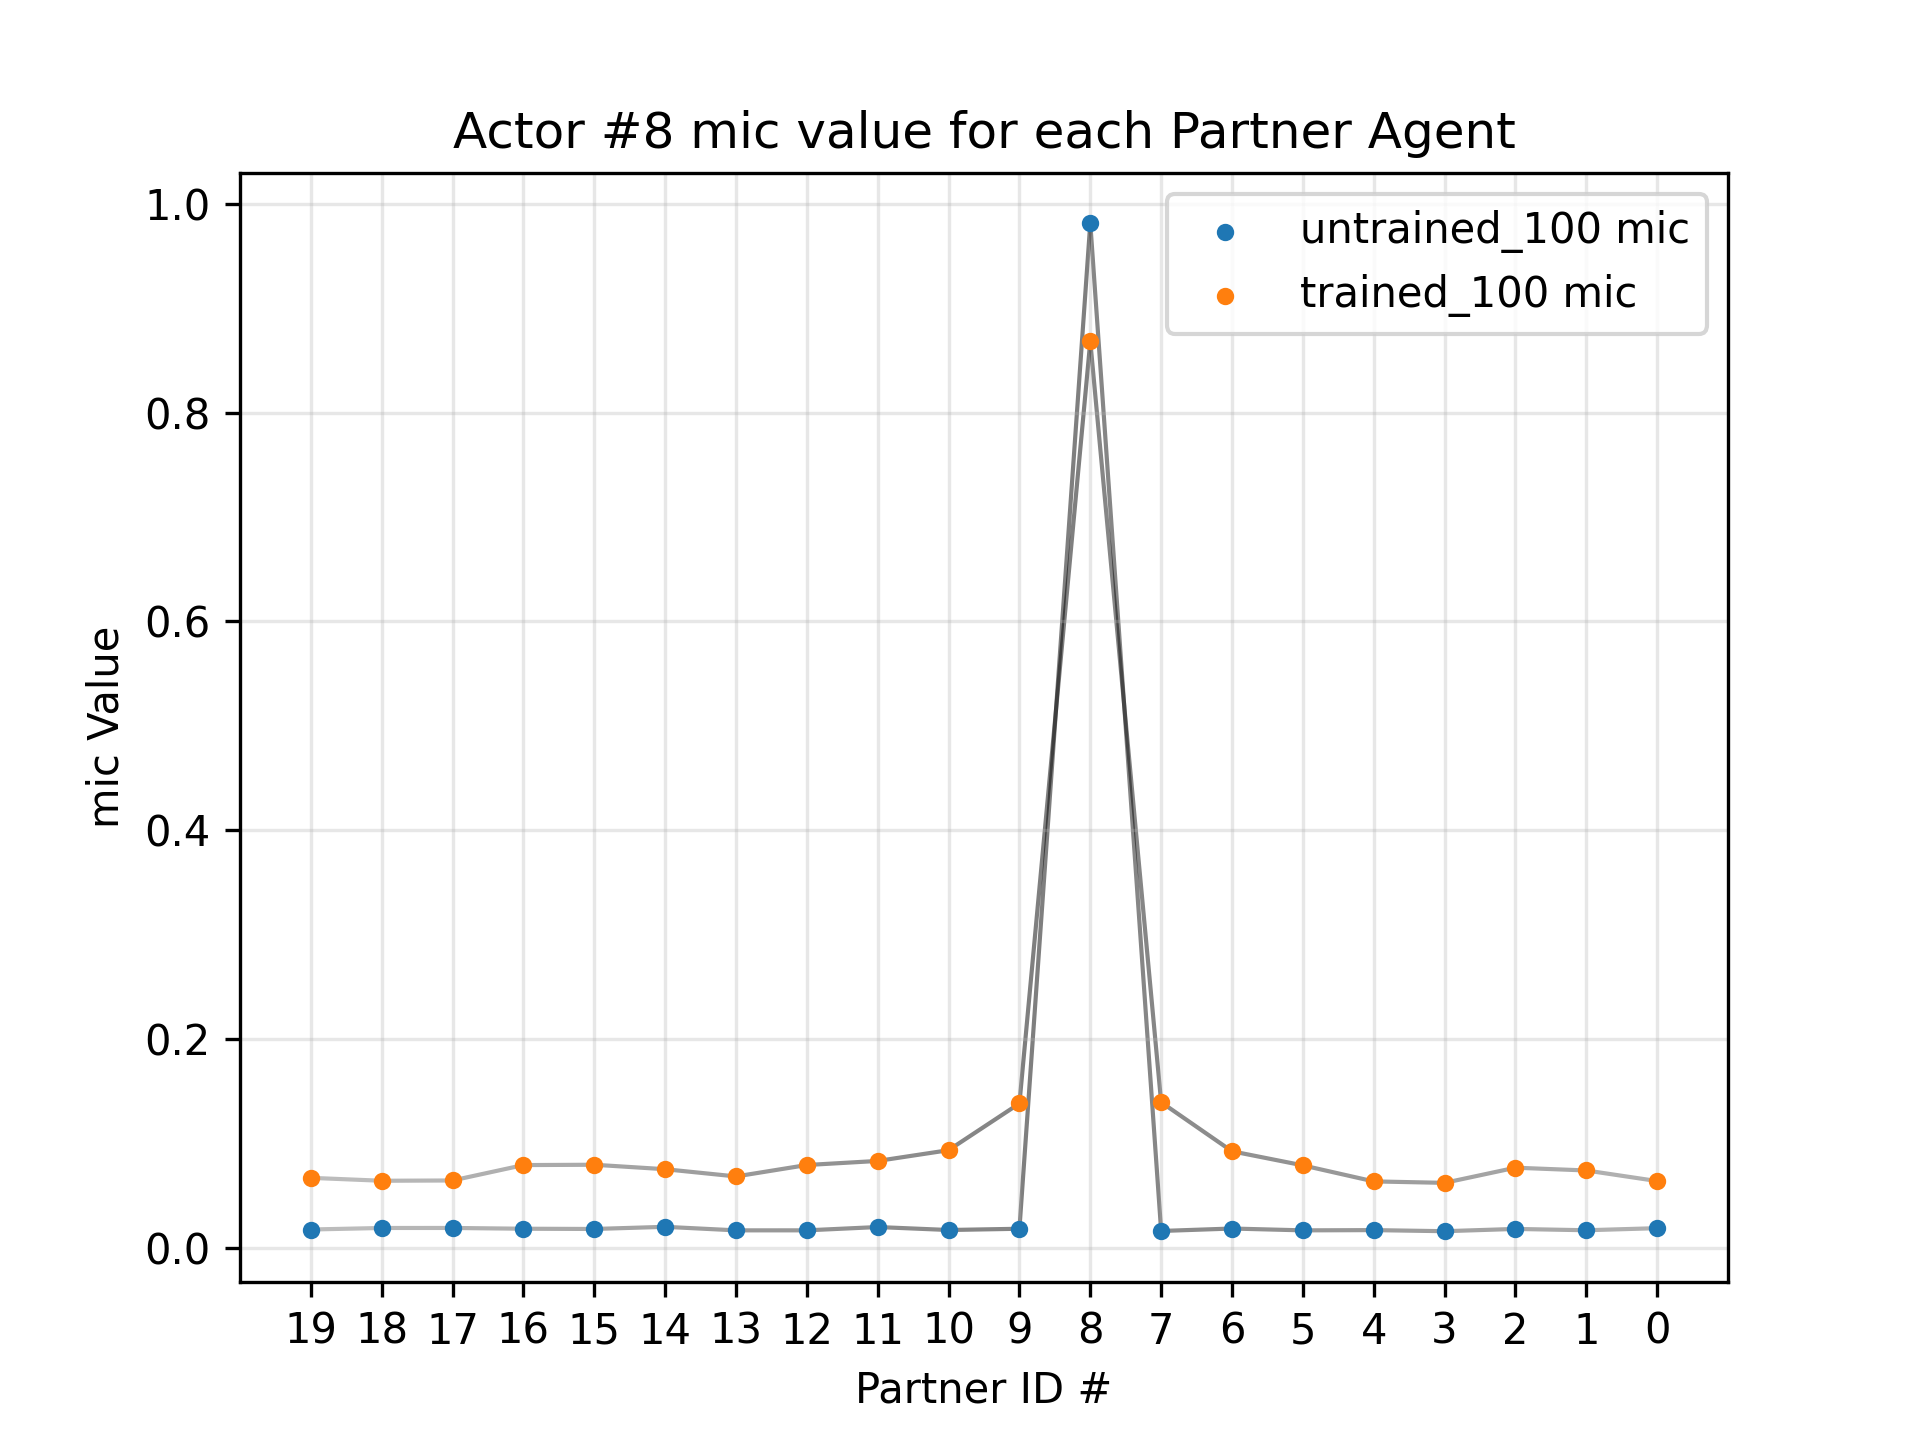 Actor #8 mic value for each Partner Agent
untrained_100 mic
trained_100 mic
mic Value
1.0
0.8
0.6
0.4
0.2
0.0
19 18 17 16 15 14 13 12 11 10 9 8 7 6 5 4 3 2 1 0
Partner ID #